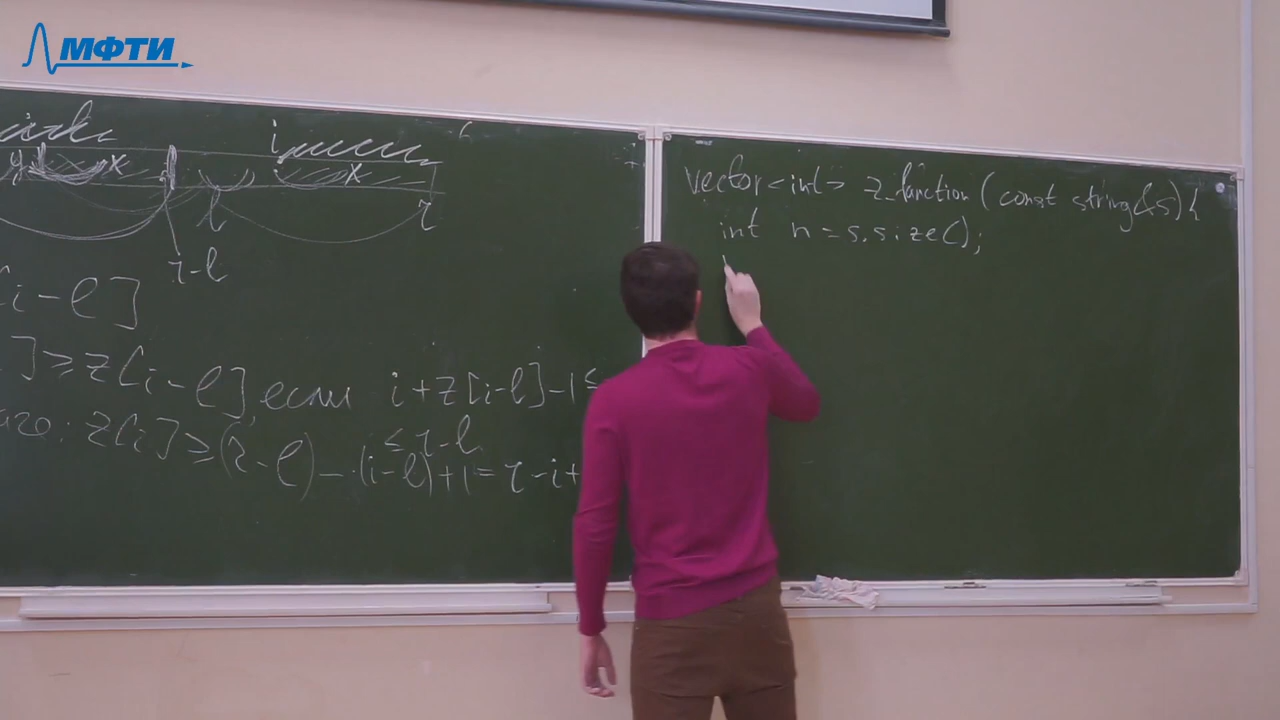 МФТИ
i
x
x
l
r
r-l
[i-l]
]≥z[i-l], если i+z[i-l]-1≤
≤r-l
z[i]≥(r-l)-(i-l)+1=r-i+
vector<int> z_function(const string&s){
int n=s.size();